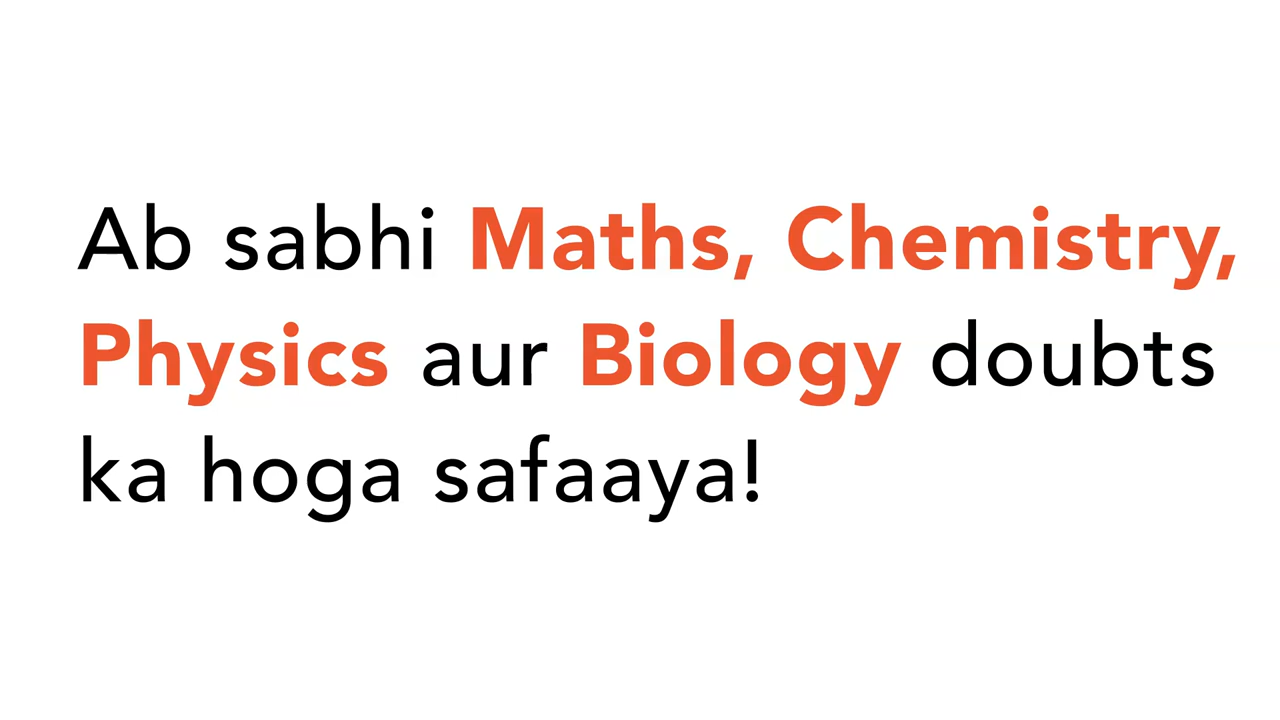 Ab sabhi Maths, Chemistry,
Physics aur Biology doubts
ka hoga safaaya!